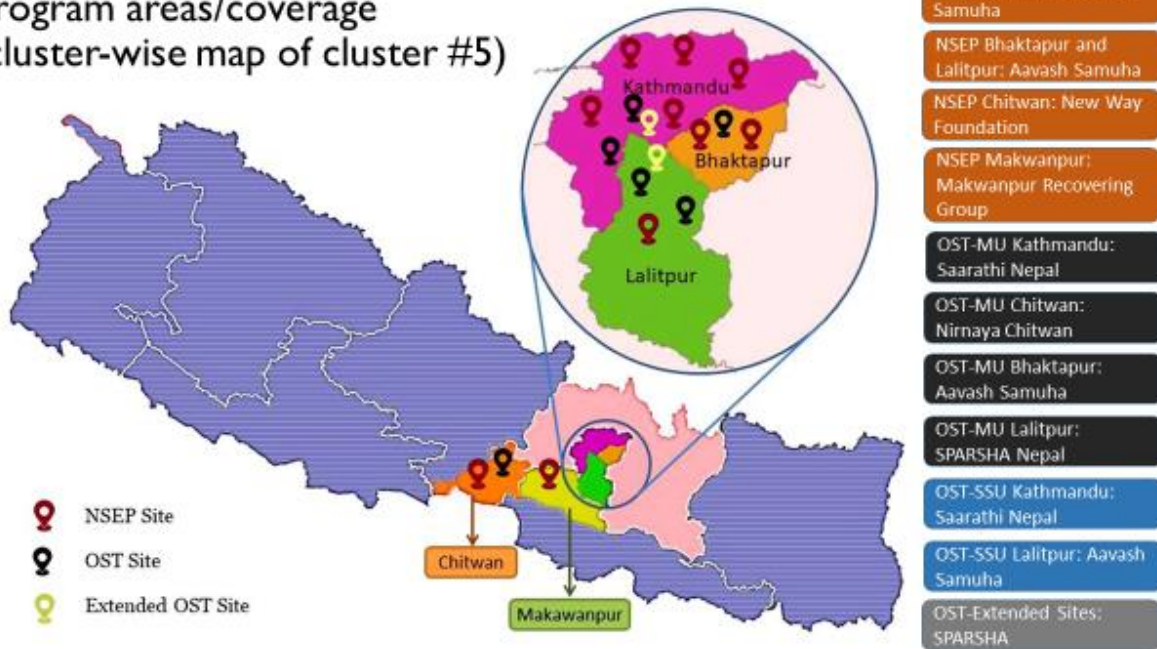 rogram areas/coverage
cluster-wise map of cluster #5)
Kathmandu
Bhaktapur
Lalitpur
Chitwan
Makawanpur
NSEP Site
OST Site
Extended OST Site
Samuha
NSEP Bhaktapur and
Lalitpur: Aavash Samuha
NSEP Chitwan: New Way
Foundation
NSEP Makwanpur:
Makwanpur Recovering
Group
OST-MU Kathmandu:
Saarathi Nepal
OST-MU Chitwan:
Nirnaya Chitwan
OST-MU Bhaktapur:
Aavash Samuha
OST-MU Lalitpur:
SPARSHA Nepal
OST-SSU Kathmandu:
Saarathi Nepal
OST-SSU Lalitpur: Aavash
Samuha
OST-Extended Sites:
SPARSHA